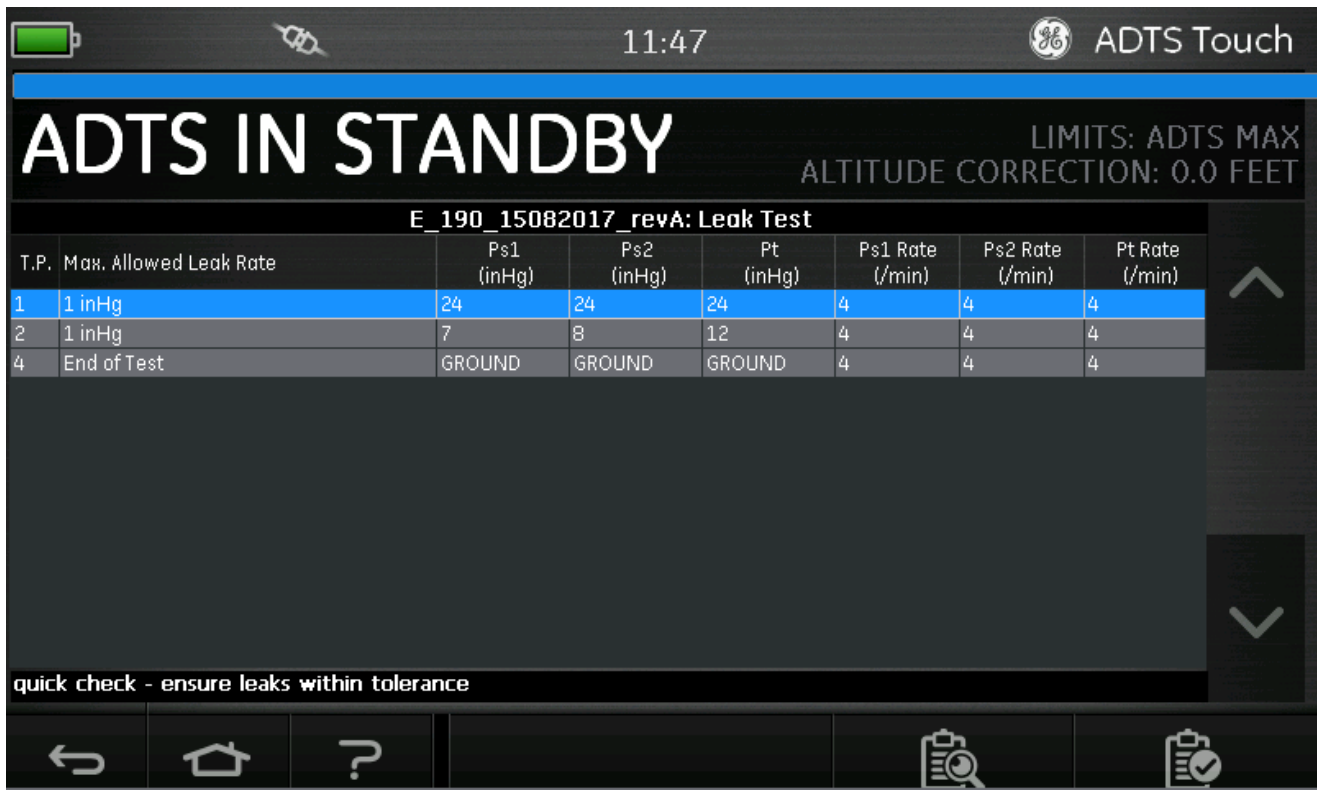 11:47
ADTS Touch
ADTS IN STANDBY
LIMITS: ADTS MAX
ALTITUDE CORRECTION: 0.0 FEET
E_190_15082017_revA: Leak Test
T.P. Max. Allowed Leak Rate Ps1 (inHg) Ps2 (inHg) Pt (inHg) Ps1 Rate (/min) Ps2 Rate (/min) Pt Rate (/min)
1 1 inHg 24 24 24 4 4 4
2 1 inHg 7 8 12 4 4 4
4 End of Test GROUND GROUND GROUND 4 4 4
quick check - ensure leaks within tolerance
?